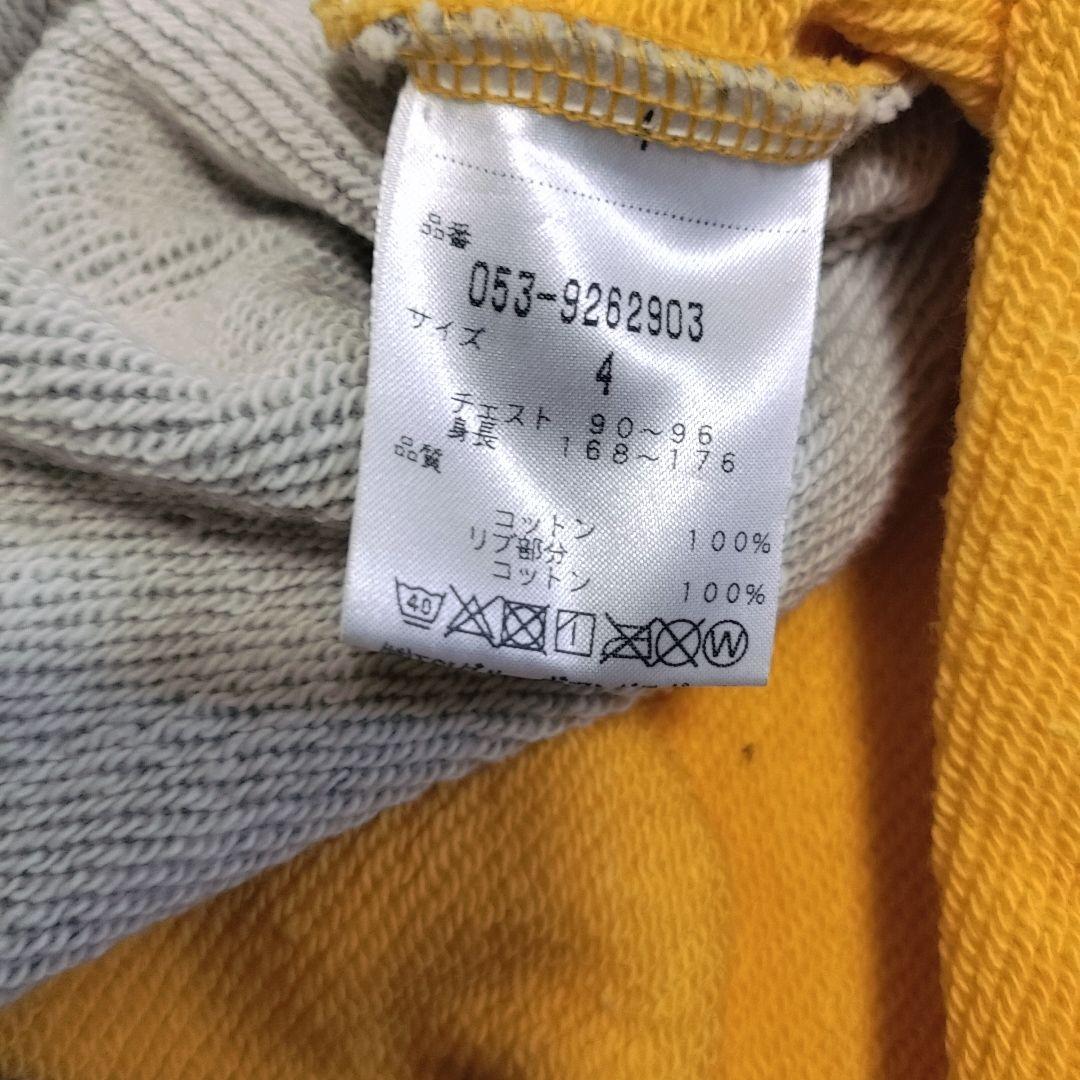 品番
053-9262903
サイズ
4
チェスト 90~96
身長 168~176
品質
コットン 100%
リブ部分
コットン 100%
40
1
W